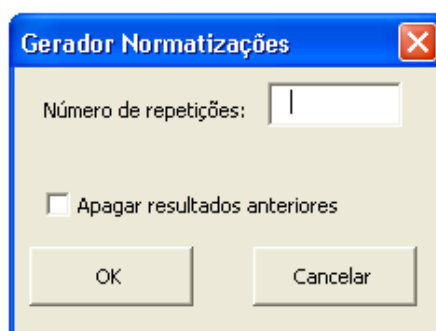 Gerador Normatizações
Número de repetições:
Apagar resultados anteriores
OK Cancelar